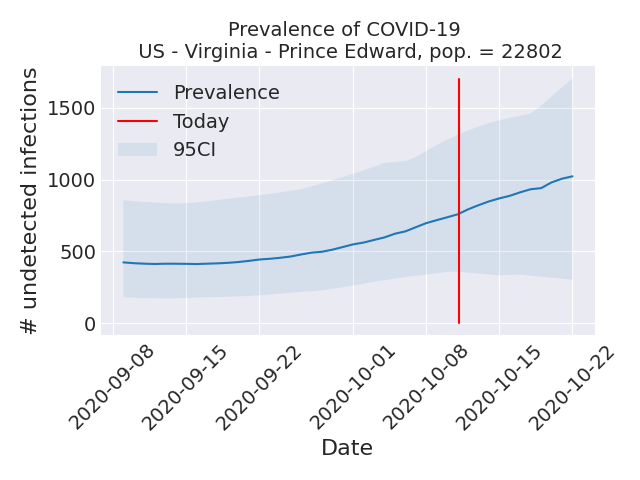 Prevalence of COVID-19
US - Virginia - Prince Edward, pop. = 22802
# undetected infections
1500
1000
500
0
Prevalence
Today
95CI
2020-09-08
2020-09-15
2020-09-22
2020-10-01
2020-10-08
2020-10-15
2020-10-22
Date